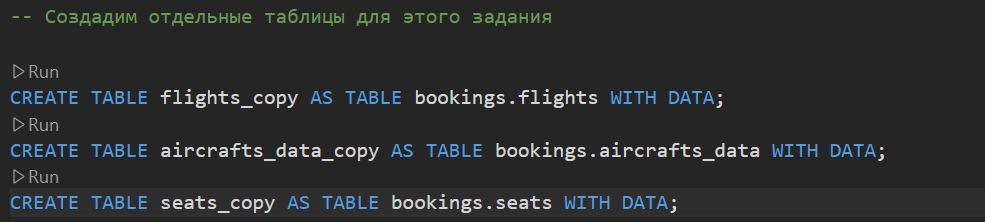 -- Создадим отдельные таблицы для этого задания
Run
CREATE TABLE flights_copy AS TABLE bookings.flights WITH DATA;
Run
CREATE TABLE aircrafts_data_copy AS TABLE bookings.aircrafts_data WITH DATA;
Run
CREATE TABLE seats_copy AS TABLE bookings.seats WITH DATA;